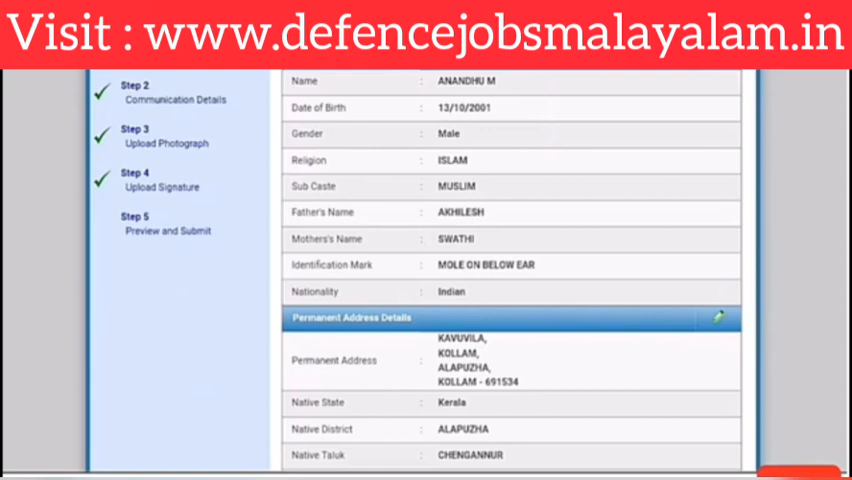 Visit : www.defencejobsmalayalam.in
Step 2
Communication Details
Step 3
Upload Photograph
Step 4
Upload Signature
Step 5
Preview and Submit
Name : ANANDHU M
Date of Birth : 13/10/2001
Gender : Male
Religion : ISLAM
Sub Caste : MUSLIM
Father's Name : AKHILESH
Mothers's Name : SWATHI
Identification Mark : MOLE ON BELOW EAR
Nationality : Indian
Permanent Address Details
Permanent Address : KAVUVILA,
KOLLAM,
ALAPUZHA,
KOLLAM - 691534
Native State : Kerala
Native District : ALAPUZHA
Native Taluk : CHENGANNUR